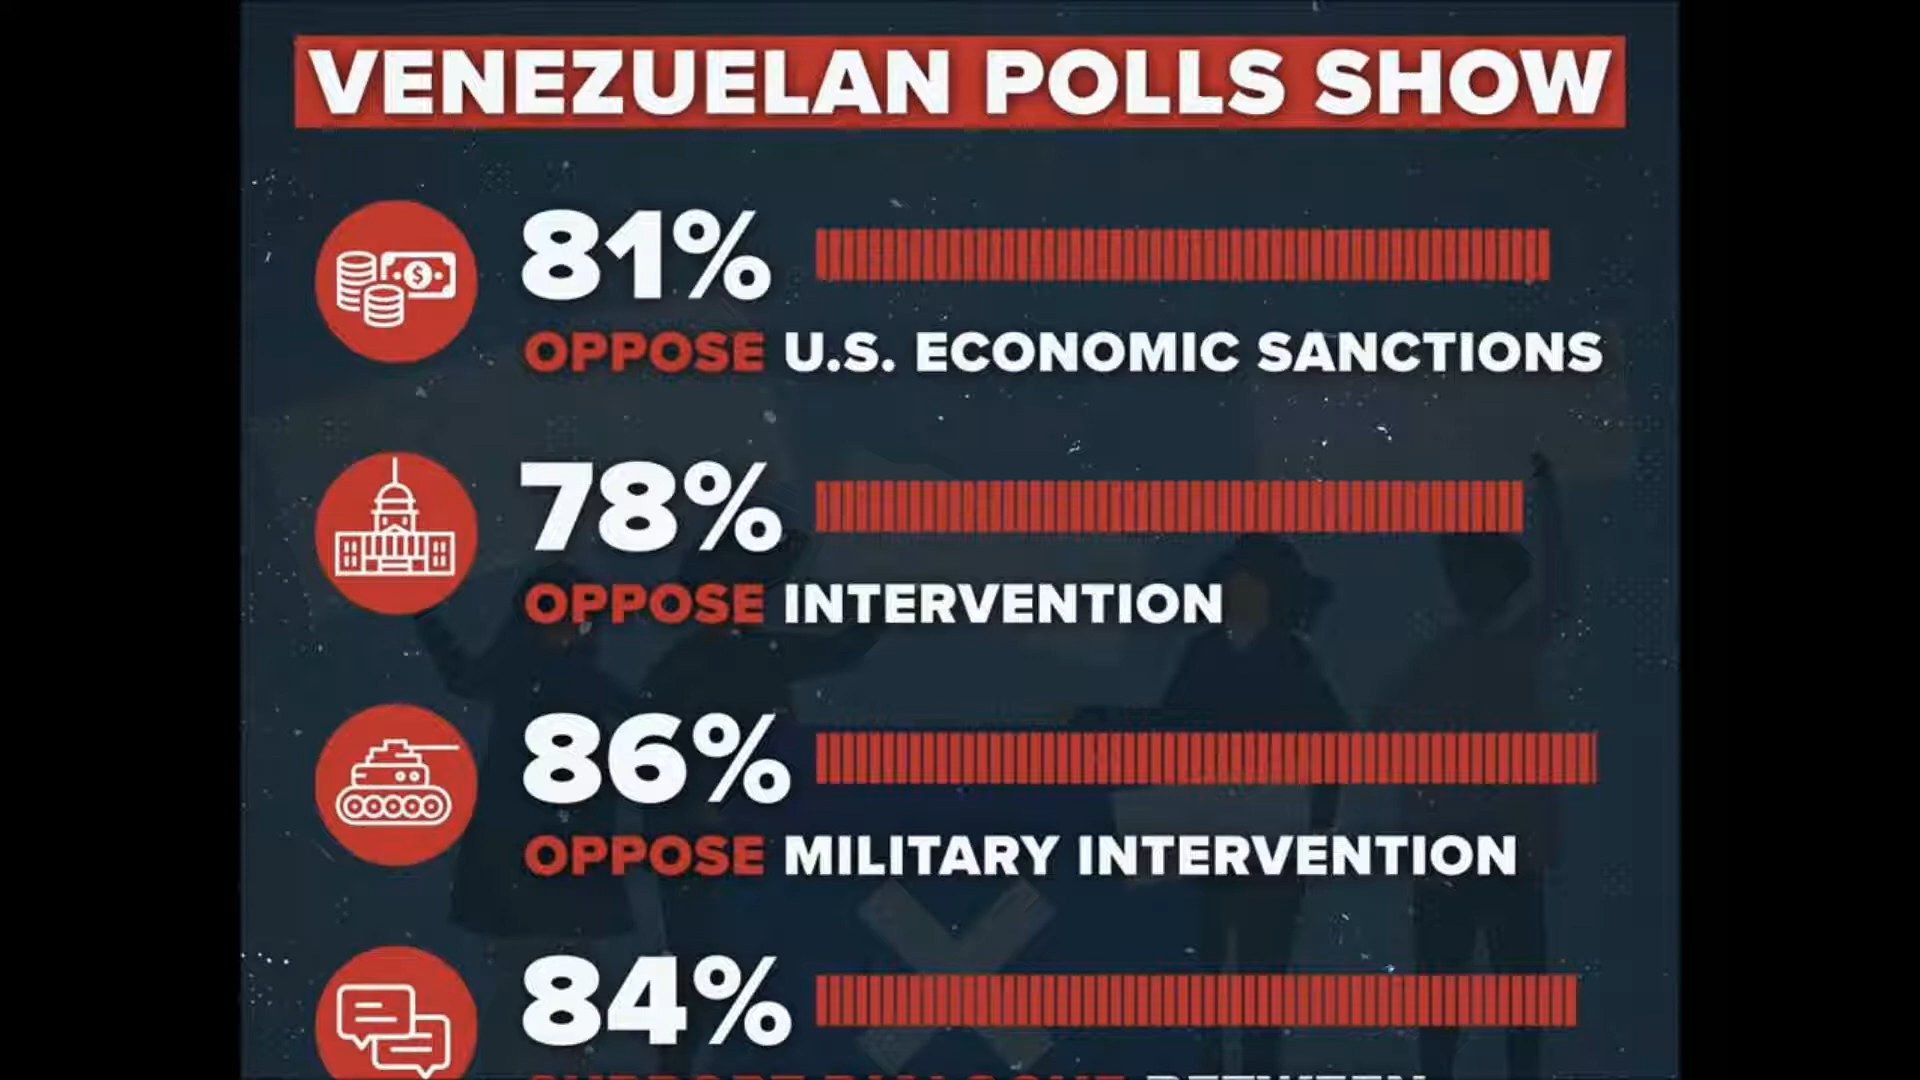 VENEZUELAN POLLS SHOW
81%
OPPOSE U.S. ECONOMIC SANCTIONS
78%
OPPOSE INTERVENTION
86%
OPPOSE MILITARY INTERVENTION
84%